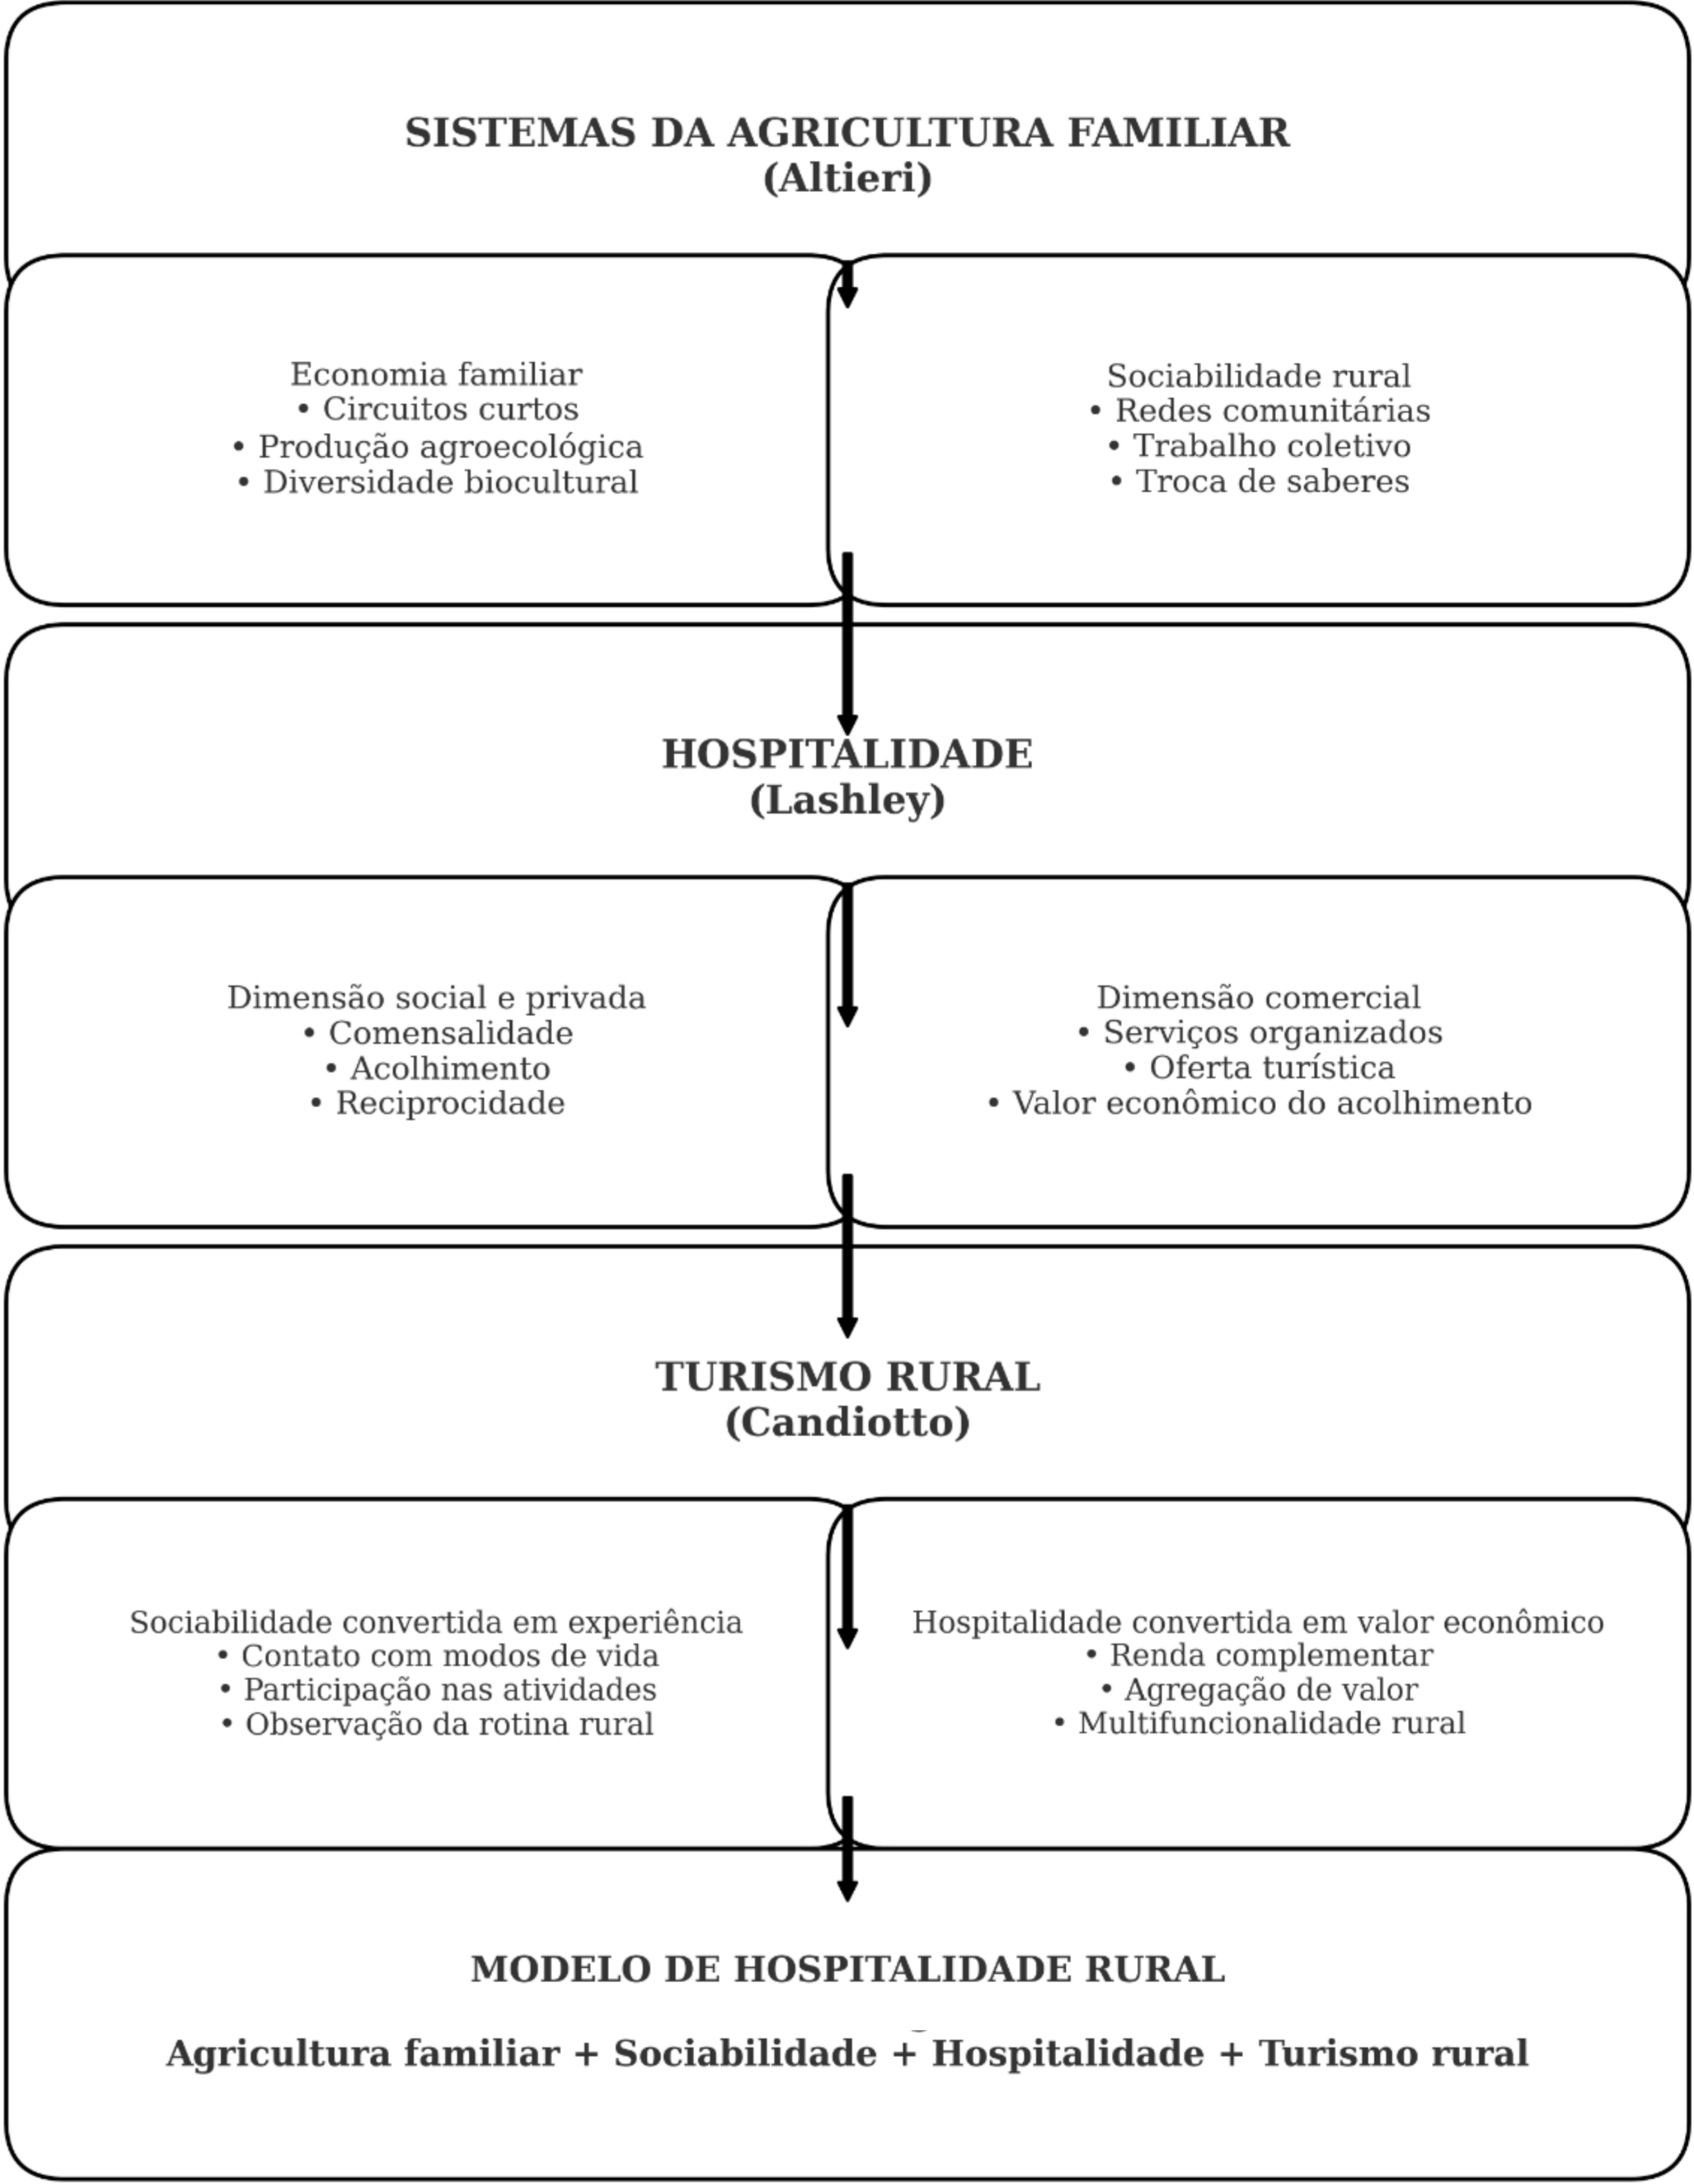 SISTEMAS DA AGRICULTURA FAMILIAR
(Altieri)
Economia familiar
• Circuitos curtos
• Produção agroecológica
• Diversidade biocultural
Sociabilidade rural
• Redes comunitárias
• Trabalho coletivo
• Troca de saberes
HOSPITALIDADE
(Lashley)
Dimensão social e privada
• Comensalidade
• Acolhimento
• Reciprocidade
Dimensão comercial
• Serviços organizados
• Oferta turística
• Valor econômico do acolhimento
TURISMO RURAL
(Candiotto)
Sociabilidade convertida em experiência
• Contato com modos de vida
• Participação nas atividades
• Observação da rotina rural
Hospitalidade convertida em valor econômico
• Renda complementar
• Agregação de valor
• Multifuncionalidade rural
MODELO DE HOSPITALIDADE RURAL
Agricultura familiar + Sociabilidade + Hospitalidade + Turismo rural